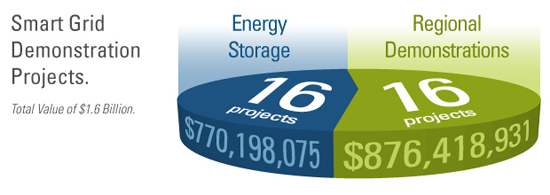 Smart Grid
Demonstration
Projects.
Total Value of $1.6 Billion.
Energy
Storage
Regional
Demonstrations
16
projects
16
projects
$770,198,075
$876,418,931